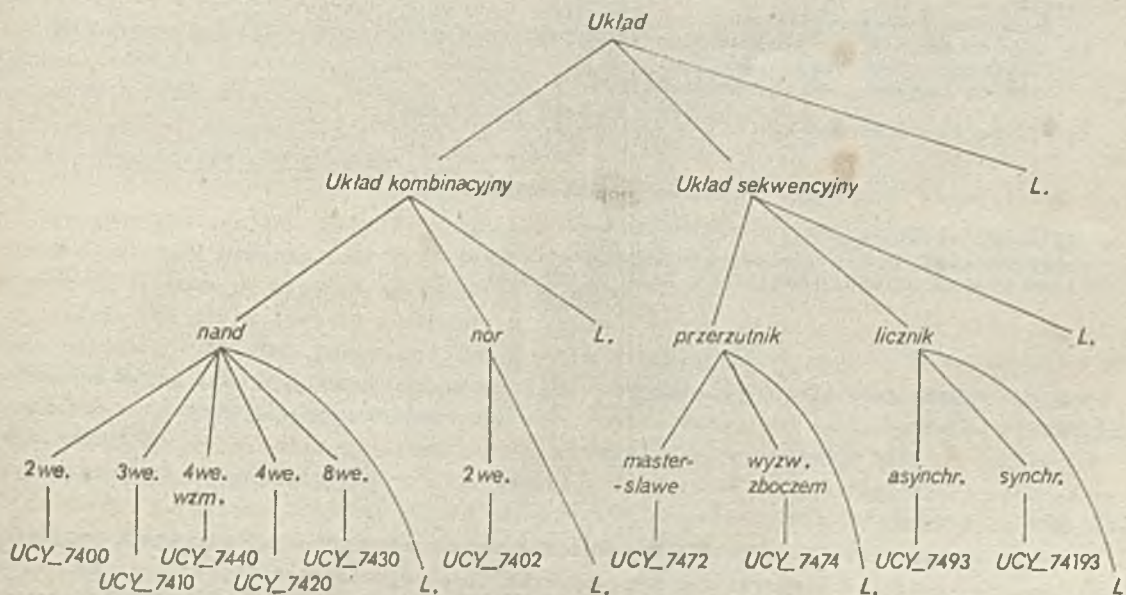 Układ
Układ kombinacyjny Układ sekwencyjny L.
nand nor L. przerzutnik licznik L.
2we. 3we. 4we. 4we. 8we. 2we. master- wyzw. asynchr. synchr.
wzm. -slawe zboczem
UCY_7400 UCY_7440 UCY_7430 UCY_7402 UCY_7472 UCY_7474 UCY_7493 UCY_74193
UCY_7410 UCY_7420 L. L. L. L